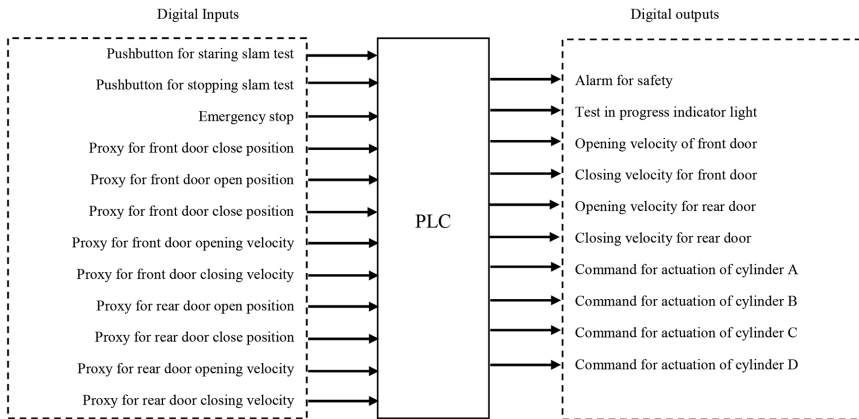 Digital Inputs
Digital outputs
Pushbutton for staring slam test
Pushbutton for stopping slam test
Emergency stop
Proxy for front door close position
Proxy for front door open position
Proxy for front door close position
Proxy for front door opening velocity
Proxy for front door closing velocity
Proxy for rear door open position
Proxy for rear door close position
Proxy for rear door opening velocity
Proxy for rear door closing velocity
PLC
Alarm for safety
Test in progress indicator light
Opening velocity of front door
Closing velocity for front door
Opening velocity for rear door
Closing velocity for rear door
Command for actuation of cylinder A
Command for actuation of cylinder B
Command for actuation of cylinder C
Command for actuation of cylinder D